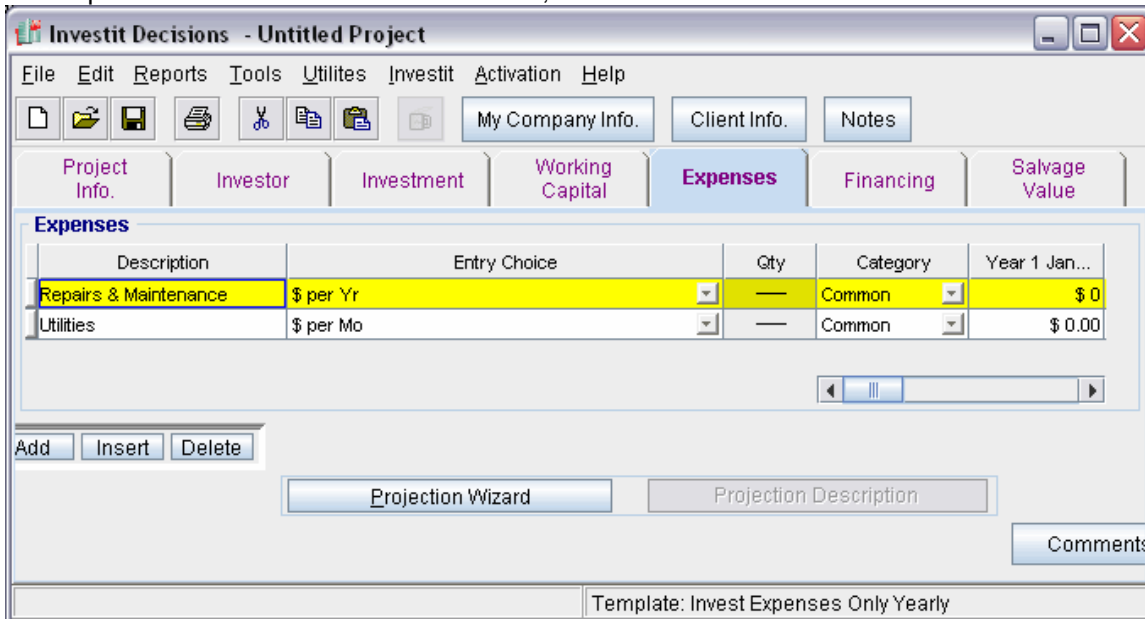 Investit Decisions - Untitled Project
File Edit Reports Tools Utilites Investit Activation Help
My Company Info. Client Info. Notes
Project Info. Investor Investment Working Capital Expenses Financing Salvage Value
Expenses
Description Entry Choice Qty Category Year 1 Jan...
Repairs & Maintenance $ per Yr — Common $ 0
Utilities $ per Mo — Common $ 0.00
Add Insert Delete
Projection Wizard Projection Description
Comments
Template: Invest Expenses Only Yearly